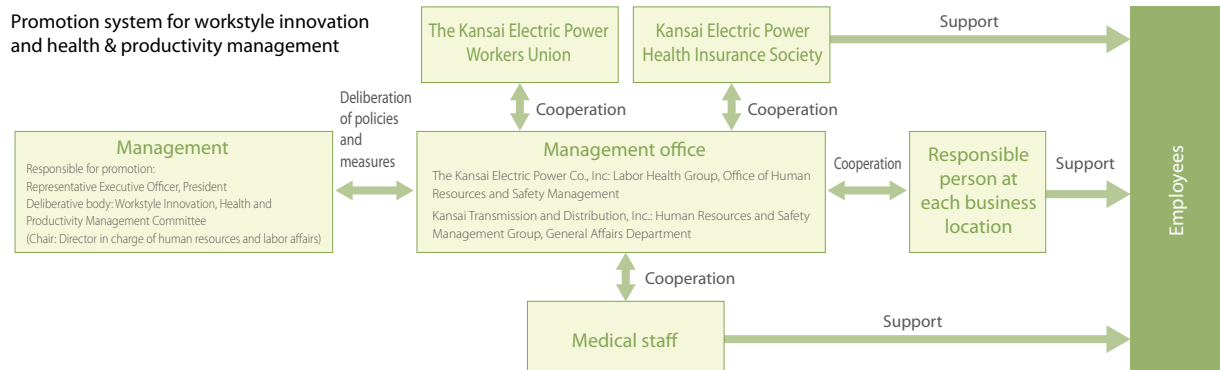 Promotion system for workstyle innovation
and health & productivity management
The Kansai Electric Power
Workers Union
Kansai Electric Power
Health Insurance Society
Support
Deliberation
of policies
and
measures
Cooperation
Cooperation
Management
Responsible for promotion:
Representative Executive Officer, President
Deliberative body: Workstyle Innovation, Health and
Productivity Management Committee
(Chair: Director in charge of human resources and labor affairs)
Management office
The Kansai Electric Power Co., Inc: Labor Health Group, Office of Human
Resources and Safety Management
Kansai Transmission and Distribution, Inc.: Human Resources and Safety
Management Group, General Affairs Department
Cooperation
Responsible
person at
each business
location
Support
Employees
Cooperation
Medical staff
Support